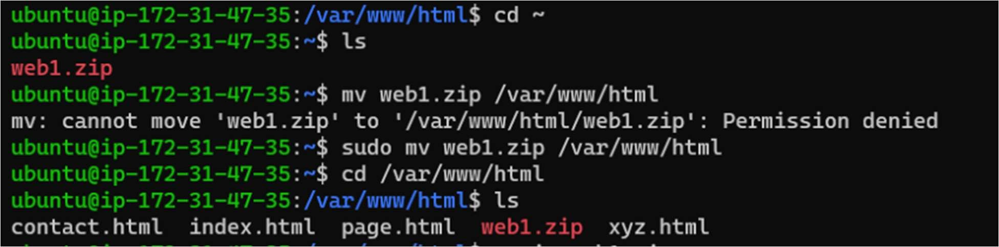 ubuntu@ip-172-31-47-35:/var/www/html$ cd ~
ubuntu@ip-172-31-47-35:~$ ls
web1.zip
ubuntu@ip-172-31-47-35:~$ mv web1.zip /var/www/html
mv: cannot move 'web1.zip' to '/var/www/html/web1.zip': Permission denied
ubuntu@ip-172-31-47-35:~$ sudo mv web1.zip /var/www/html
ubuntu@ip-172-31-47-35:~$ cd /var/www/html
ubuntu@ip-172-31-47-35:/var/www/html$ ls
contact.html  index.html  page.html  web1.zip  xyz.html